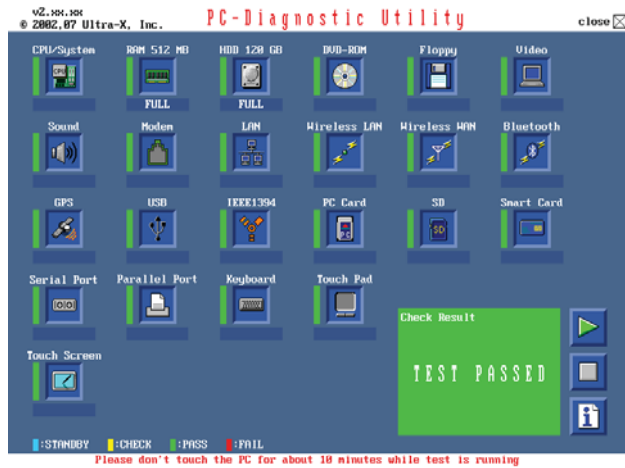 v2.xx.xx
© 2002,07 Ultra-X, Inc.
PC-Diagnostic Utility
close
CPU/System RAM 512 MB HDD 120 GB DVD-ROM Floppy Video
FULL FULL
Sound Modem LAN Wireless LAN Wireless WAN Bluetooth
GPS USB IEEE1394 PC Card SD Smart Card
SD
Serial Port Parallel Port Keyboard Touch Pad
Check Result
TEST PASSED
Touch Screen
:STANDBY :CHECK :PASS :FAIL
Please don't touch the PC for about 10 minutes while test is running